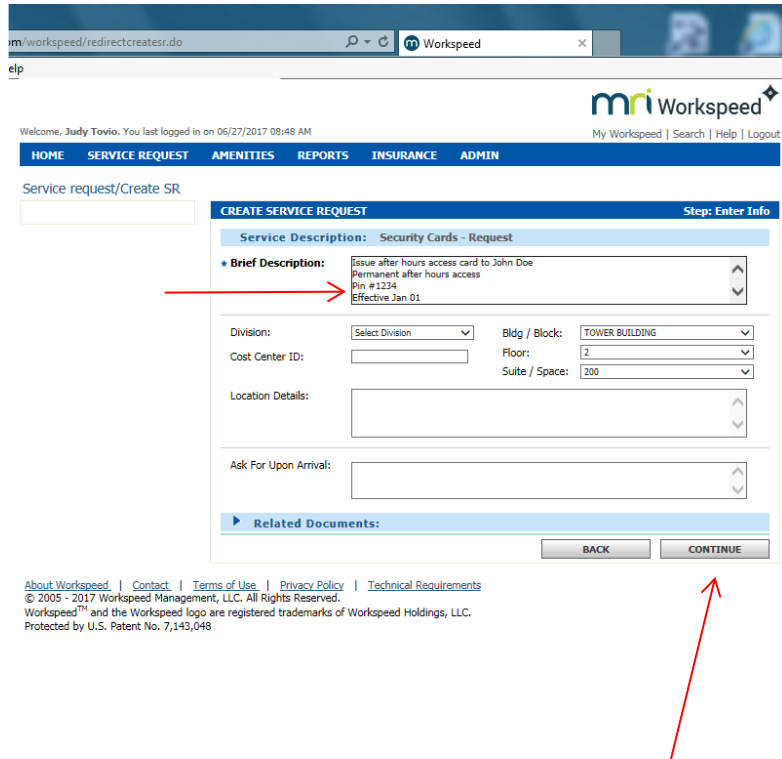 om/workspeed/redirectcreatesr.do
Workspeed
elp
mri Workspeed
Welcome, Judy Tovio. You last logged in on 06/27/2017 08:48 AM
My Workspeed | Search | Help | Logout
HOME SERVICE REQUEST AMENITIES REPORTS INSURANCE ADMIN
Service request/Create SR
CREATE SERVICE REQUEST Step: Enter Info
Service Description: Security Cards - Request
* Brief Description: Issue after hours access card to John Doe
Permanent after hours access
Pin #1234
Effective Jan 01
Division: Select Division Bldg / Block: TOWER BUILDING
Cost Center ID: Floor: 2
Suite / Space: 200
Location Details:
Ask For Upon Arrival:
Related Documents:
BACK CONTINUE
About Workspeed | Contact | Terms of Use | Privacy Policy | Technical Requirements
© 2005 - 2017 Workspeed Management, LLC. All Rights Reserved.
Workspeed™ and the Workspeed logo are registered trademarks of Workspeed Holdings, LLC.
Protected by U.S. Patent No. 7,143,048